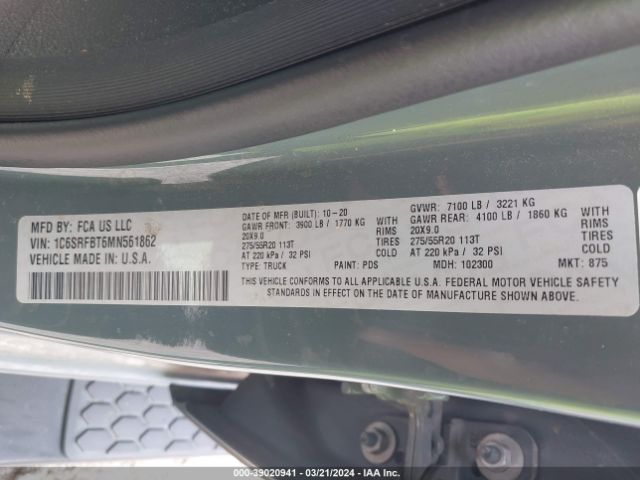 MFD BY: FCA US LLC
VIN: 1C6SRFBT6MN561862
VEHICLE MADE IN U.S.A.
DATE OF MFR (BUILT): 10-20
GAWR FRONT: 3900 LB / 1770 KG WITH
20X9.0 RIMS
275/55R20 113T TIRES
AT 220 kPa / 32 PSI COLD
GVWR: 7100 LB / 3221 KG
GAWR REAR: 4100 LB / 1860 KG WITH
20X9.0 RIMS
275/55R20 113T TIRES
AT 220 kPa / 32 PSI COLD
TYPE: TRUCK PAINT: PDS MDH: 102300 MKT: 875
THIS VEHICLE CONFORMS TO ALL APPLICABLE U.S.A. FEDERAL MOTOR VEHICLE SAFETY
STANDARDS IN EFFECT ON THE DATE OF MANUFACTURE SHOWN ABOVE.
000-39020941 - 03/21/2024 - IAA Inc.